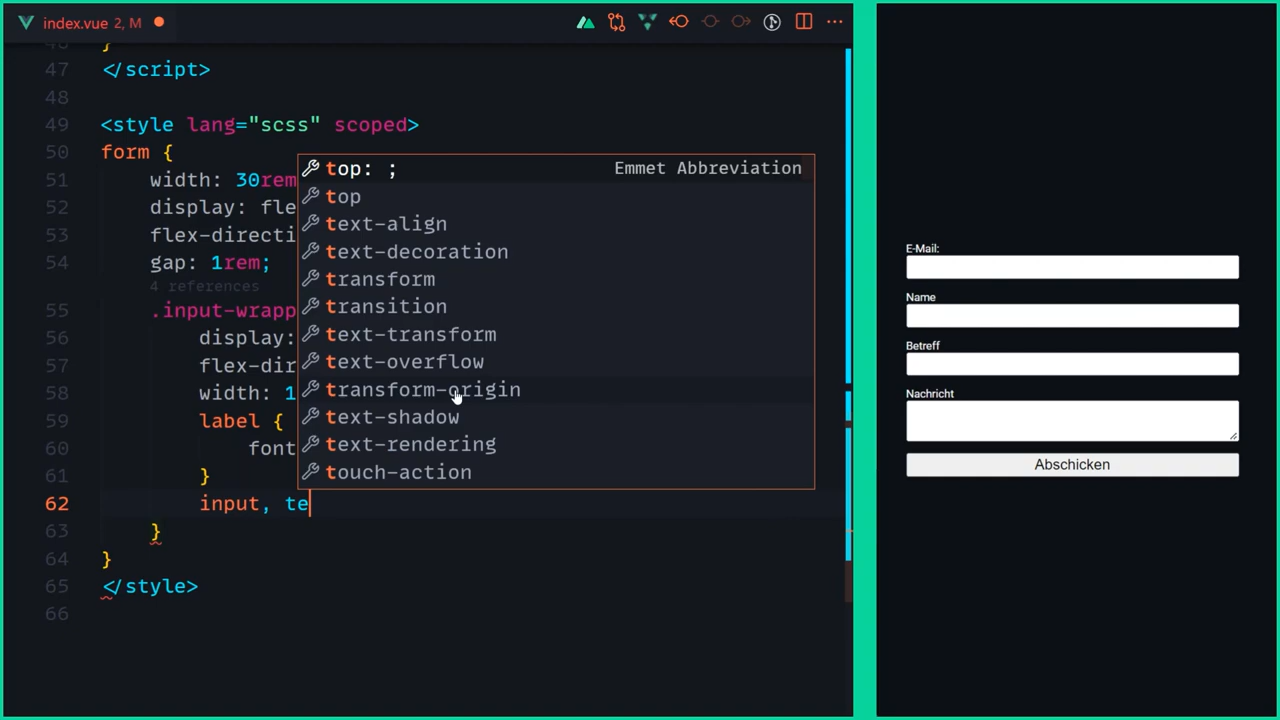 index.vue 2, M
46 }
47 </script>
48
49 <style lang="scss" scoped>
50 form {
51 width: 30rem
52 display: fle
53 flex-directi
54 gap: 1rem;
4 references
55 .input-wrapp
56 display:
57 flex-dir
58 width: 1
59 label {
60 font
61 }
62 input, te
63 }
64 }
65 </style>
66
top: ; Emmet Abbreviation
top
text-align
text-decoration
transform
transition
text-transform
text-overflow
transform-origin
text-shadow
text-rendering
touch-action
E-Mail:
Name
Betreff
Nachricht
Abschicken